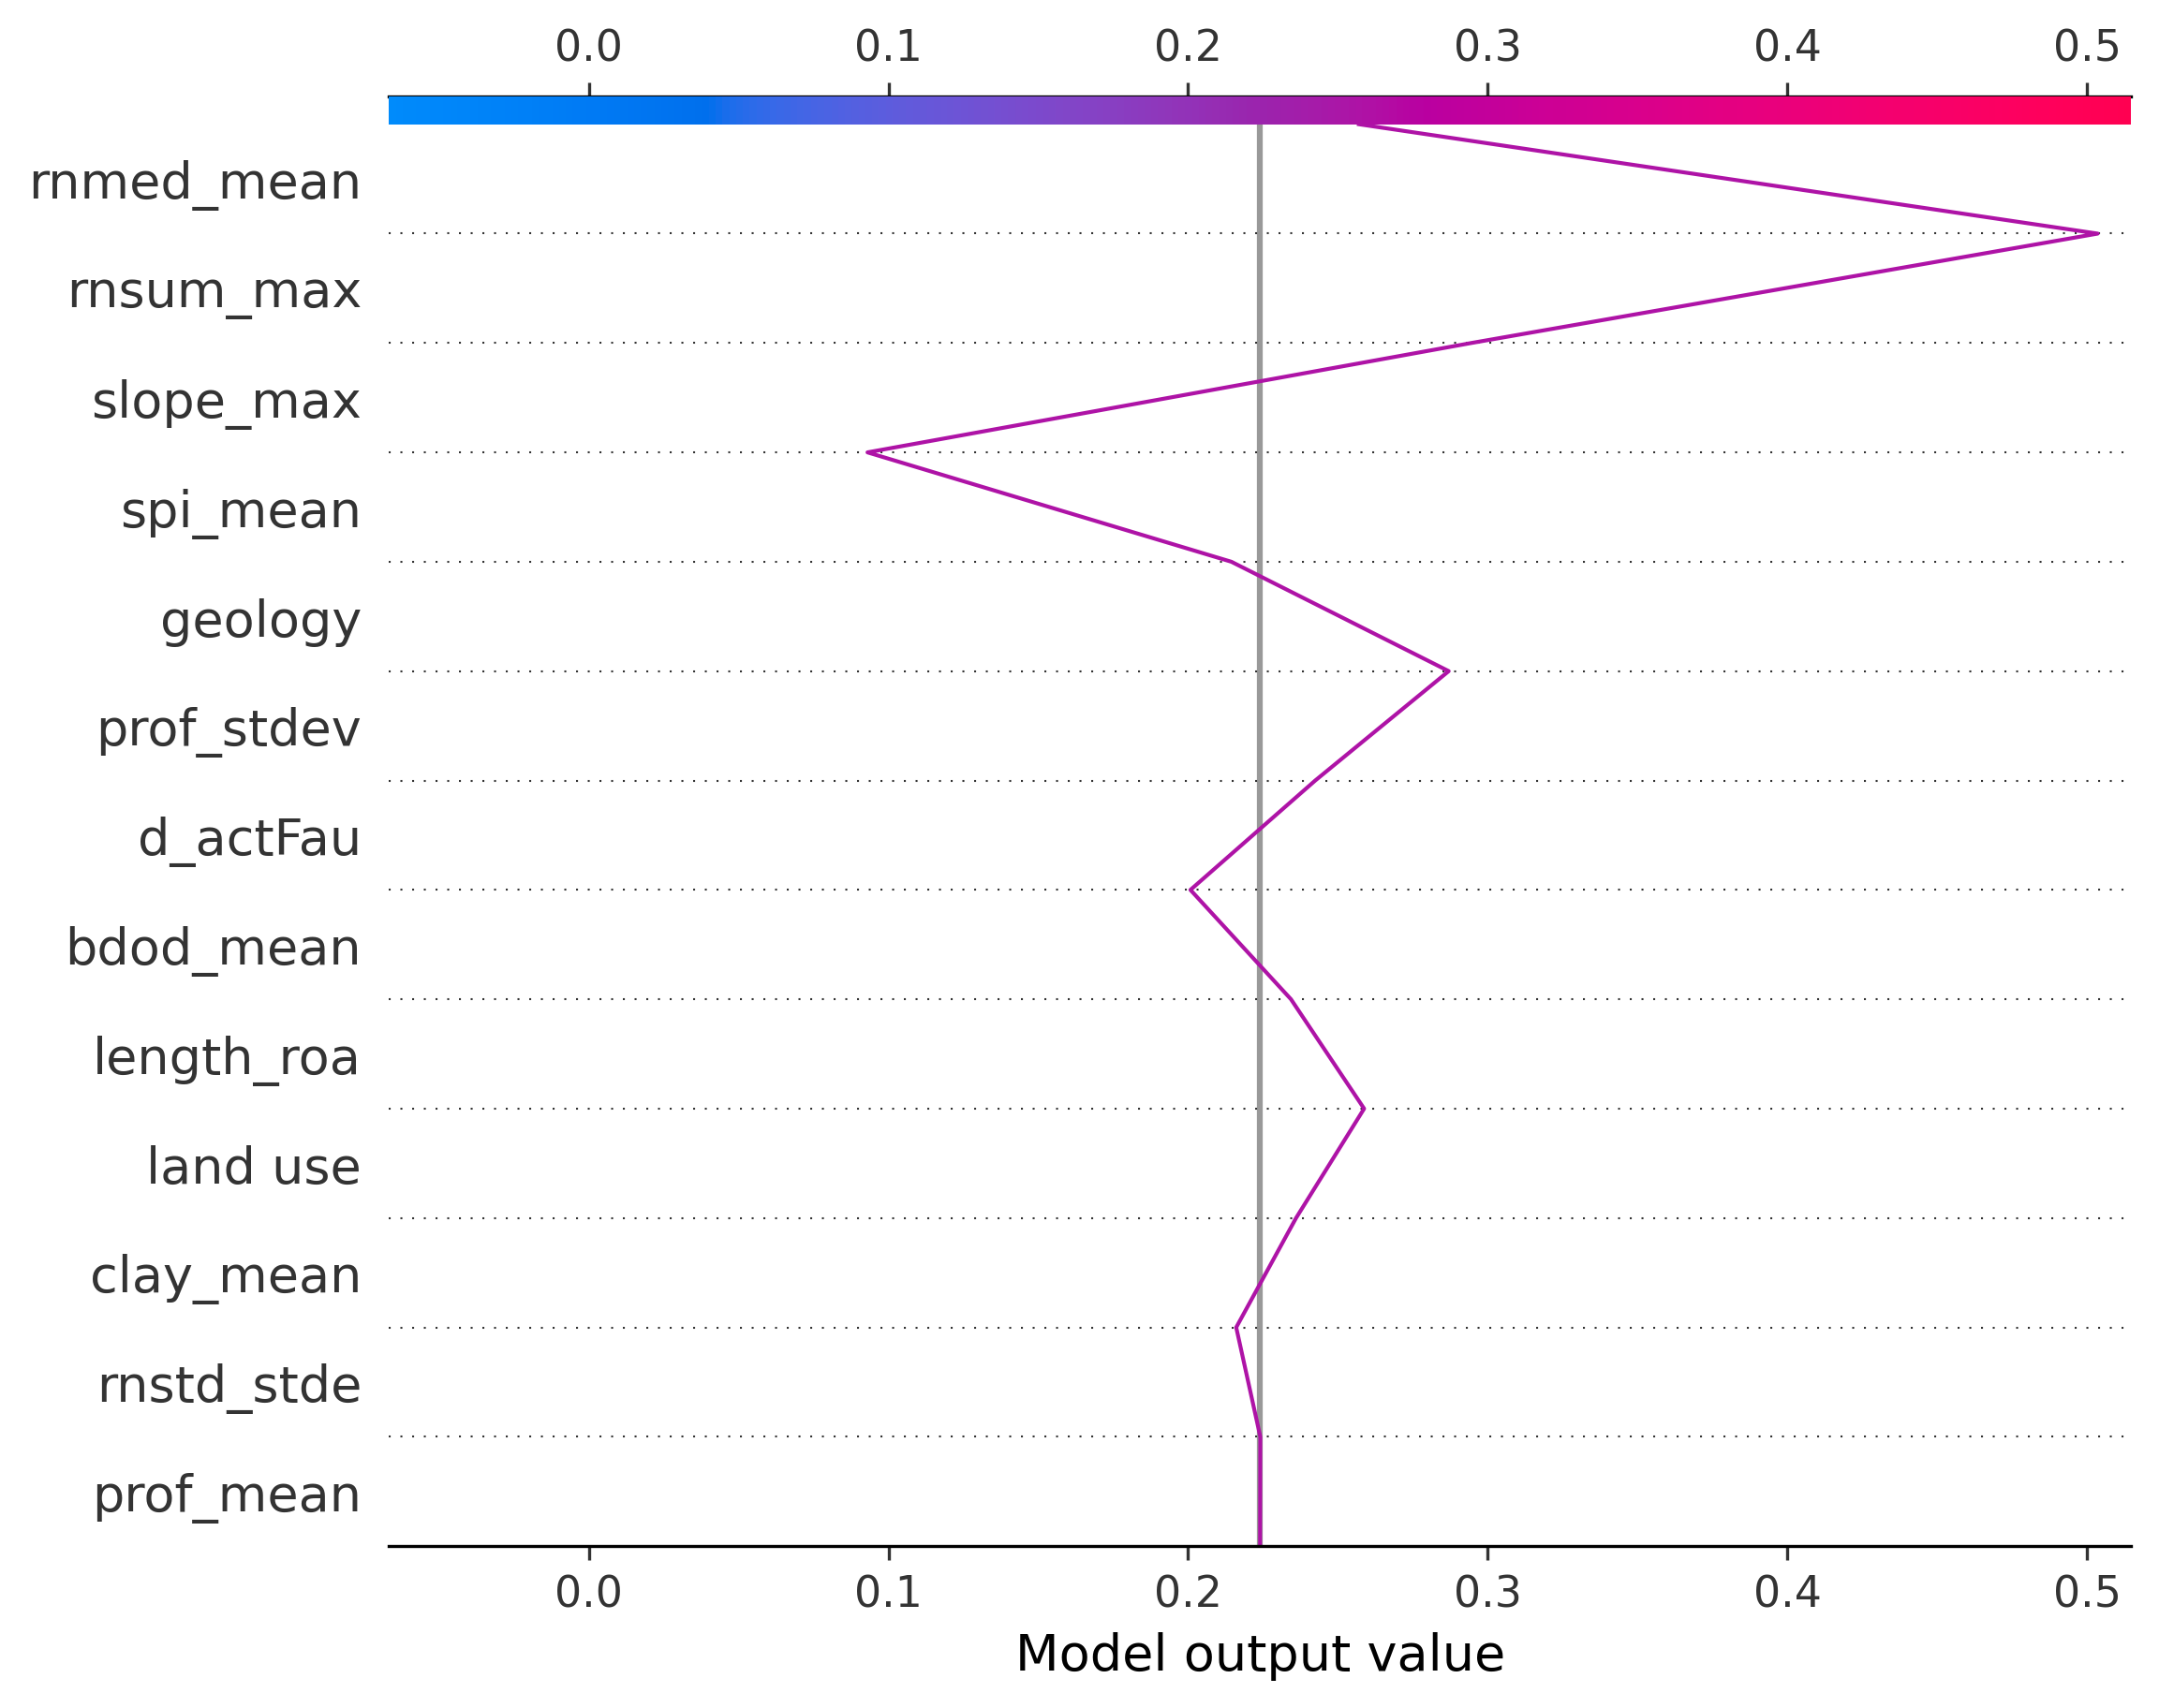 0.0 0.1 0.2 0.3 0.4 0.5
rnmed_mean
rnsum_max
slope_max
spi_mean
geology
prof_stdev
d_actFau
bdod_mean
length_roa
land use
clay_mean
rnstd_stde
prof_mean
0.0 0.1 0.2 0.3 0.4 0.5
Model output value